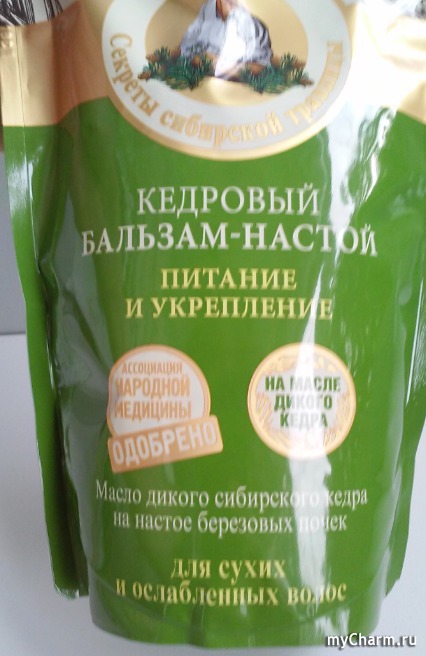 Секреты сибирской травницы
КЕДРОВЫЙ
БАЛЬЗАМ-НАСТОЙ
ПИТАНИЕ
И УКРЕПЛЕНИЕ
АССОЦИАЦИЯ
НАРОДНОЙ
МЕДИЦИНЫ
ОДОБРЕНО
НА МАСЛЕ
ДИКОГО
КЕДРА
Масло дикого сибирского кедра
на настое березовых почек
для сухих
и ослабленных волос
myCharm.ru